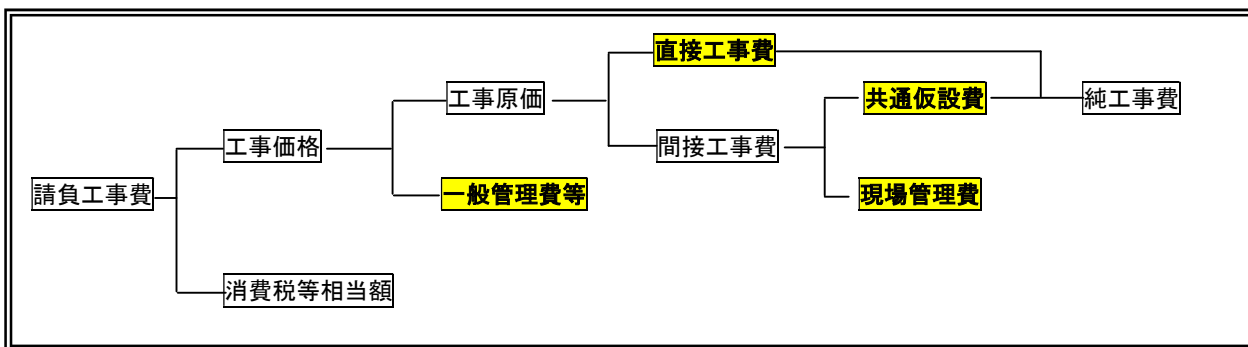 直接工事費
工事原価
共通仮設費
純工事費
工事価格
間接工事費
請負工事費
一般管理費等
現場管理費
消費税等相当額